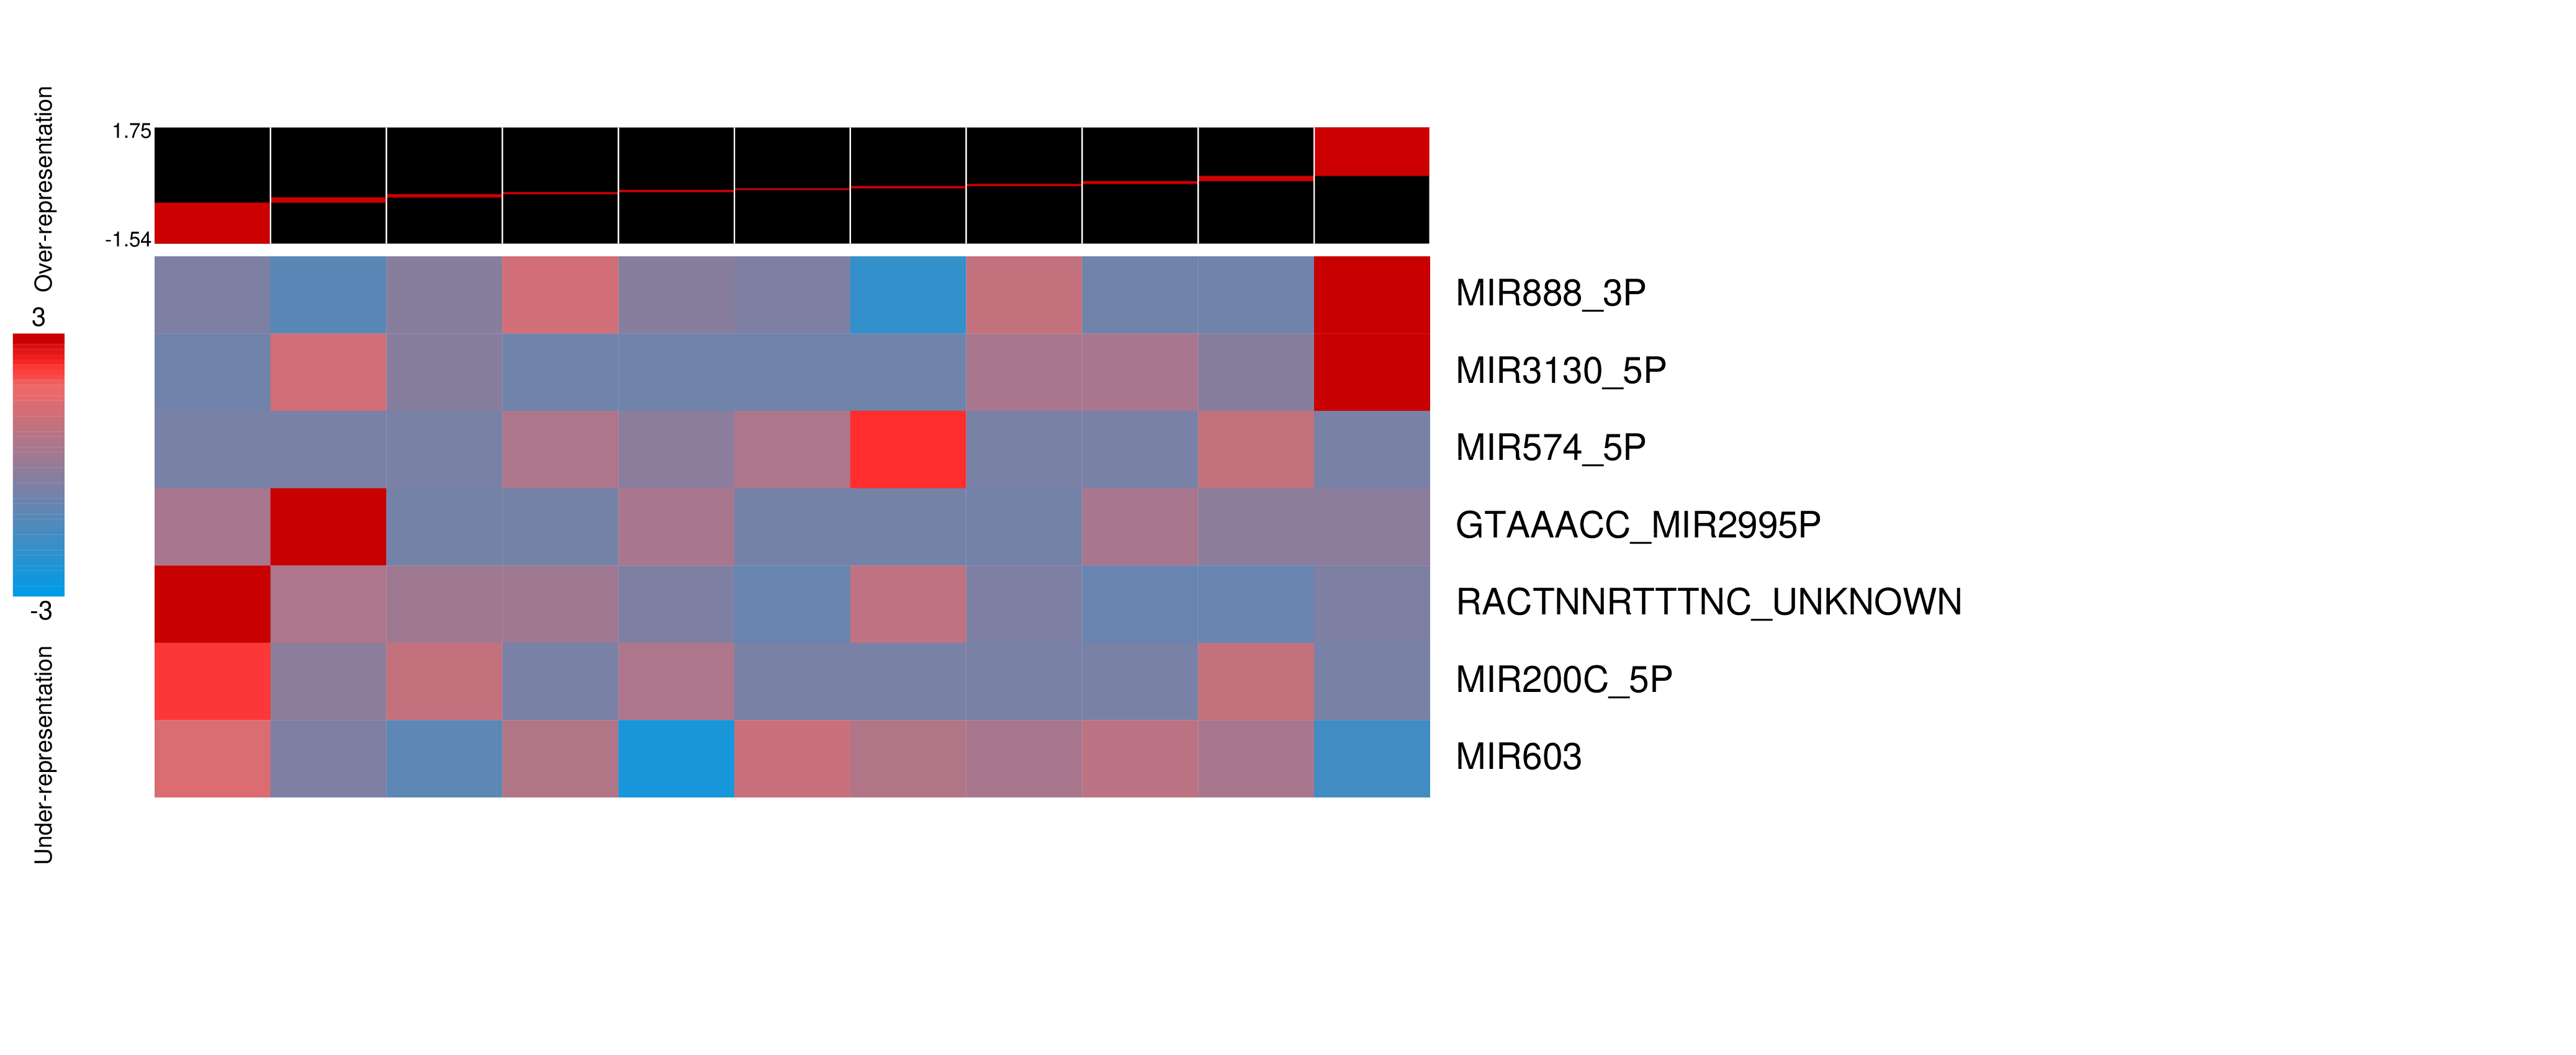 Over-representation
3
-3
Under-representation
1.75
-1.54
MIR888_3P
MIR3130_5P
MIR574_5P
GTAAACC_MIR2995P
RACTNNRTTTNC_UNKNOWN
MIR200C_5P
MIR603